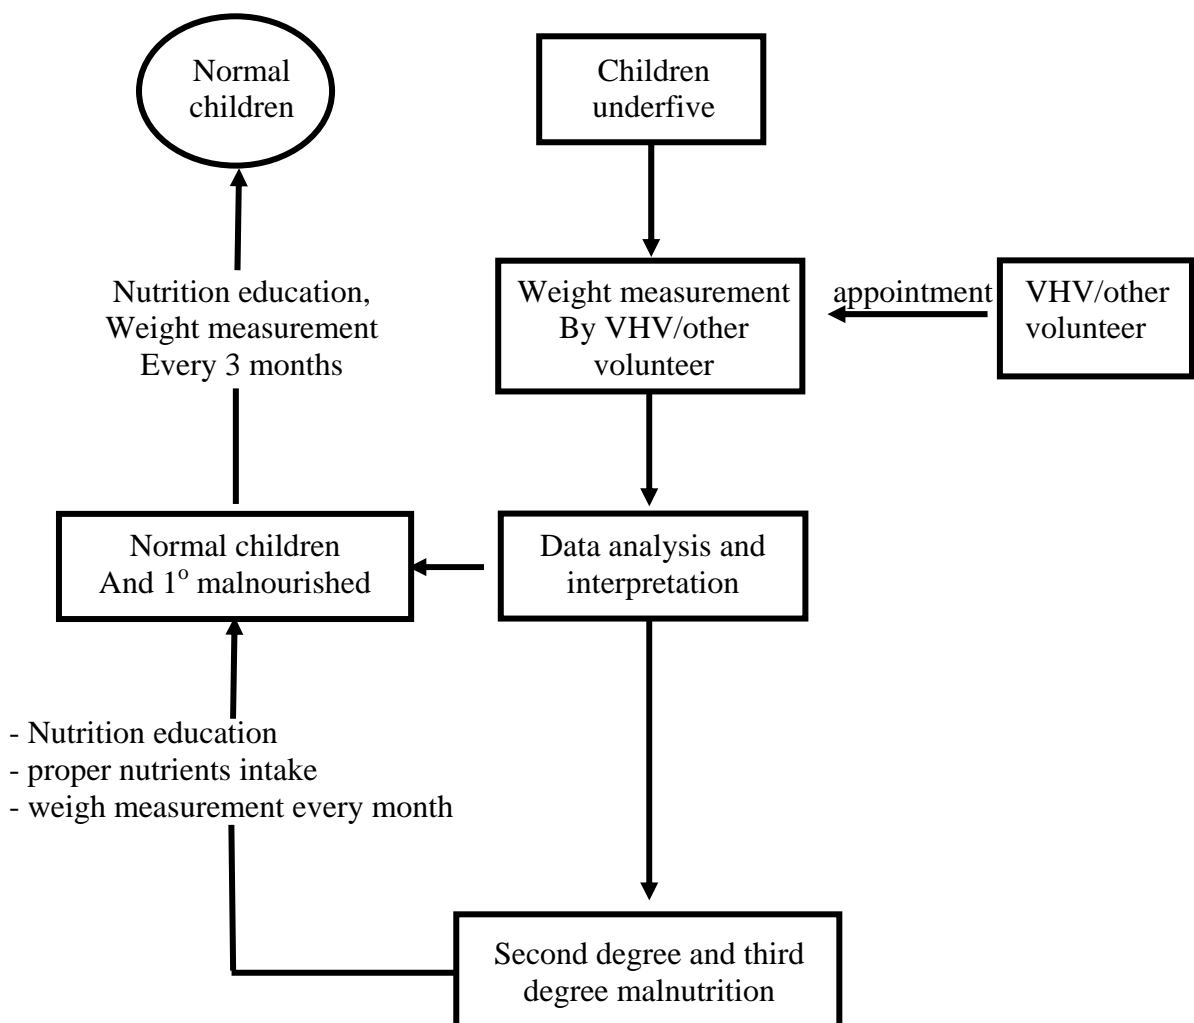 Normal
children
Children
underfive
Nutrition education,
Weight measurement
Every 3 months
Weight measurement
By VHV/other
volunteer
appointment
VHV/other
volunteer
Normal children
And 1° malnourished
Data analysis and
interpretation
- Nutrition education
- proper nutrients intake
- weigh measurement every month
Second degree and third
degree malnutrition